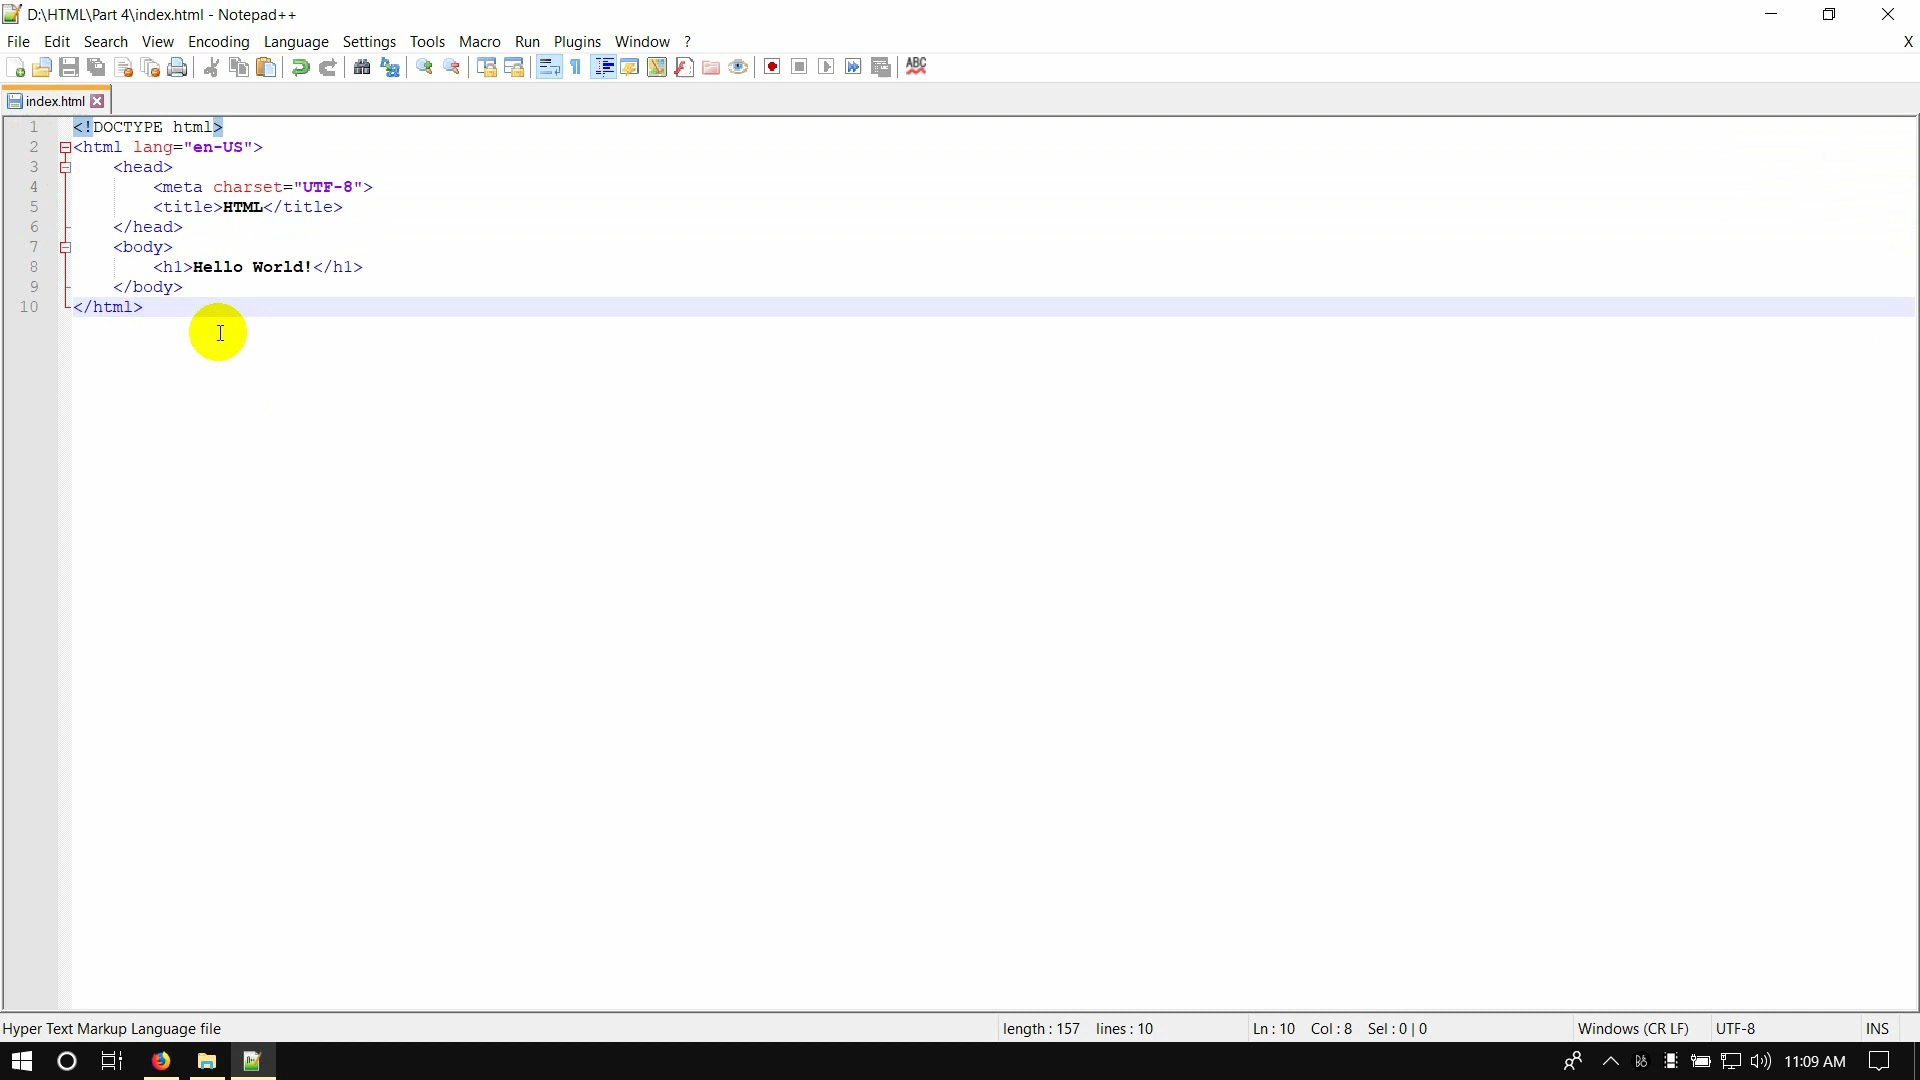 D:\HTML\Part 4\index.html - Notepad++
File Edit Search View Encoding Language Settings Tools Macro Run Plugins Window ? X
ABC
index.html
1 <!DOCTYPE html>
2 <html lang="en-US">
3 <head>
4 <meta charset="UTF-8">
5 <title>HTML</title>
6 </head>
7 <body>
8 <h1>Hello World!</h1>
9 </body>
10 </html>
Hyper Text Markup Language file length : 157 lines : 10 Ln : 10 Col : 8 Sel : 0 | 0 Windows (CR LF) UTF-8 INS
11:09 AM